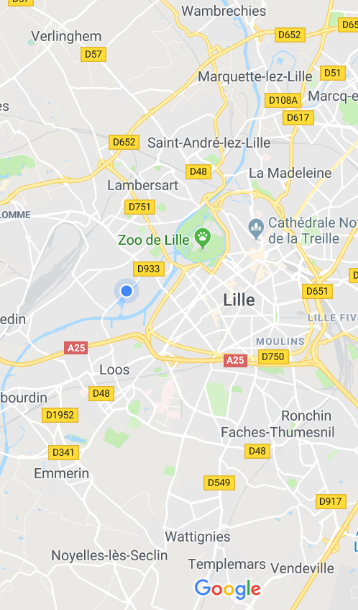 D57
Wambrechies
D652
D65
Verlinghem
D57
Marquette-lez-Lille
D51
D108A
Marcq-e
D617
es
D652
Saint-André-lez-Lille
D48
La Madeleine
Lambersart
D751
LOMME
Cathédrale Not
de la Treille
Zoo de Lille
D933
D651
Lille
edin
LILLE FIV
MOULINS
A25
D750
A25
Loos
bourdin
D48
D1952
Ronchin
Faches-Thumesnil
D341
D48
Emmerin
D549
D917
Wattignies
Noyelles-lès-Seclin
Templemars
Vendeville
Google